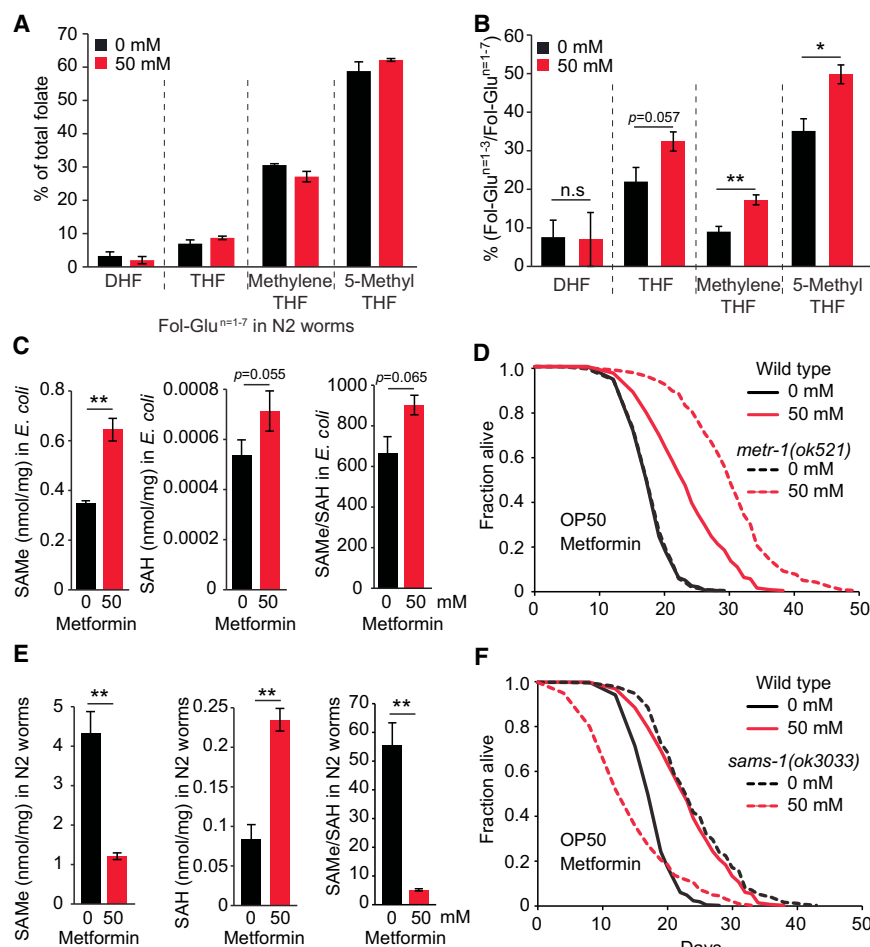 A
0 mM
50 mM
% of total folate
70
60
50
40
30
20
10
0
DHF
THF
Methylene
THF
5-Methyl
THF
Fol-Glu^n=1-7 in N2 worms
B
0 mM
50 mM
% (Fol-Glu^n=1-3/Fol-Glu^n=1-7)
60
50
40
30
20
10
0
n.s
p=0.057
**
*
DHF
THF
Methylene
THF
5-Methyl
THF
C
SAMe (nmol/mg) in E. coli
0.8
0.6
0.4
0.2
0
**
0 50
Metformin
SAH (nmol/mg) in E. coli
0.0008
0.0006
0.0004
0.0002
0
p=0.055
0 50
Metformin
SAMe/SAH in E. coli
1000
800
600
400
200
0
p=0.065
0 50 mM
Metformin
D
Fraction alive
1.0
0.8
0.6
0.4
0.2
0
0 10 20 30 40 50
Wild type
0 mM
50 mM
metr-1(ok521)
0 mM
50 mM
OP50
Metformin
E
SAMe (nmol/mg) in N2 worms
5
4
3
2
1
0
**
0 50
Metformin
SAH (nmol/mg) in N2 worms
0.25
0.2
0.15
0.1
0.05
0
**
0 50
Metformin
SAMe/SAH in N2 worms
70
60
50
40
30
20
10
0
**
0 50 mM
Metformin
F
Fraction alive
1.0
0.8
0.6
0.4
0.2
0
0 10 20 30 40 50
Wild type
0 mM
50 mM
sams-1(ok3033)
0 mM
50 mM
OP50
Metformin
Days